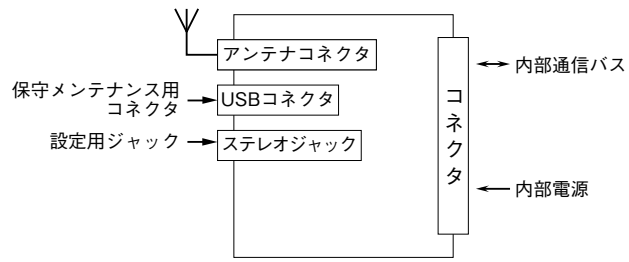 アンテナコネクタ
保守メンテナンス用
コネクタ
USBコネクタ
設定用ジャック
ステレオジャック
コネクタ
内部通信バス
内部電源